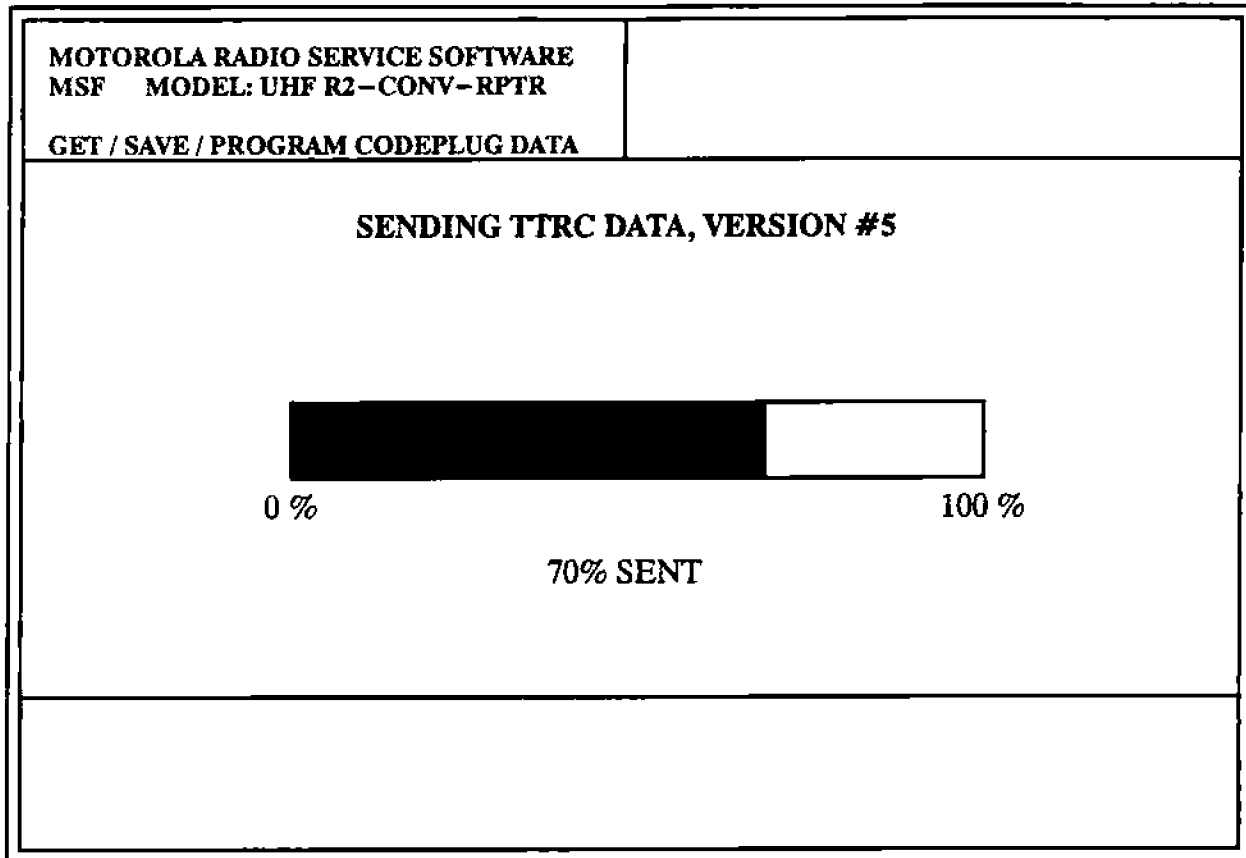 MOTOROLA RADIO SERVICE SOFTWARE
MSF MODEL: UHF R2-CONV-RPTR
GET / SAVE / PROGRAM CODEPLUG DATA
SENDING TTRC DATA, VERSION #5
0 % 100 %
70% SENT